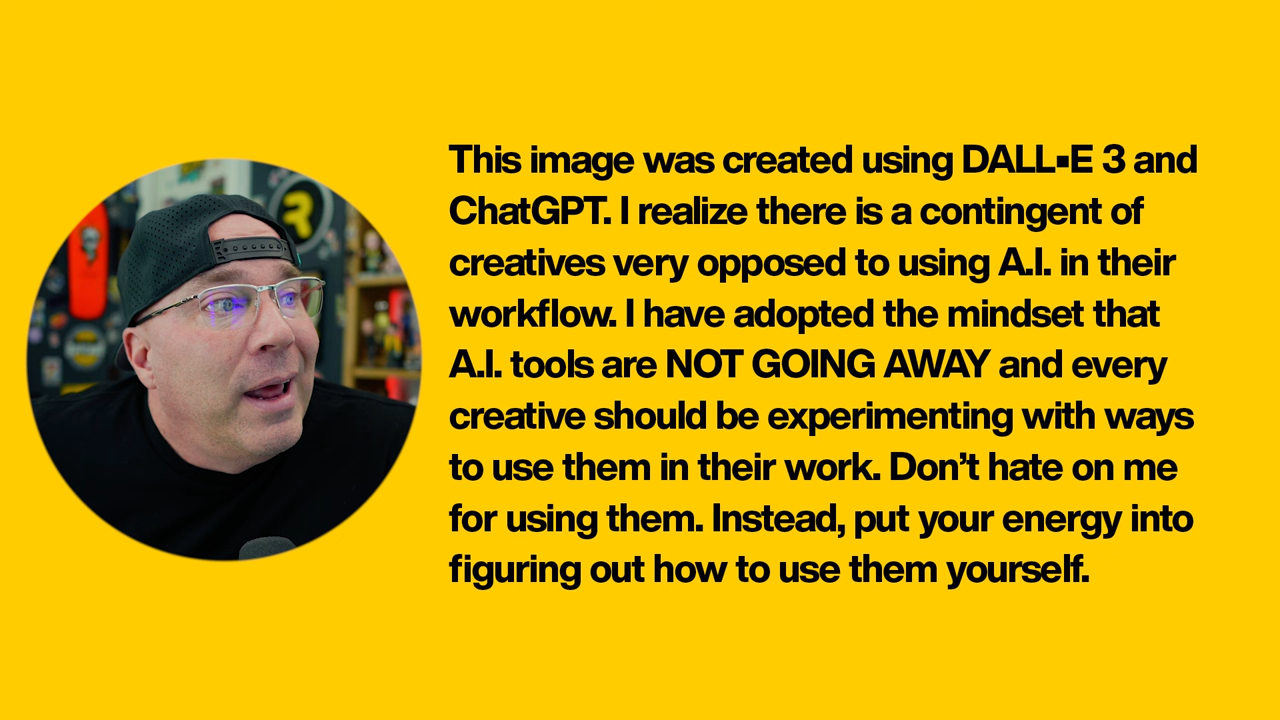 This image was created using DALL▪E 3 and
ChatGPT. I realize there is a contingent of
creatives very opposed to using A.I. in their
workflow. I have adopted the mindset that
A.I. tools are NOT GOING AWAY and every
creative should be experimenting with ways
to use them in their work. Don’t hate on me
for using them. Instead, put your energy into
figuring out how to use them yourself.